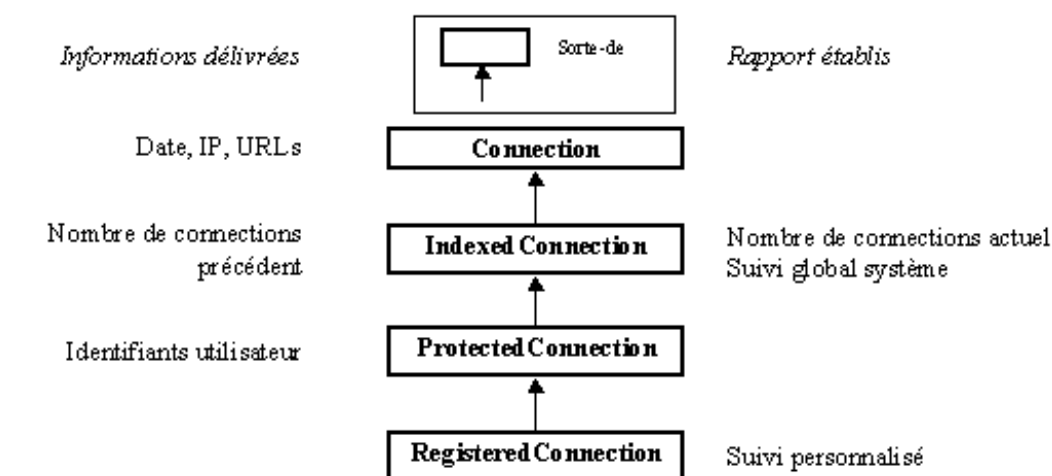 Informations délivrées
Sorte-de
Rapport établis
Date, IP, URLs
Connection
Nombre de connections
précédent
Indexed Connection
Nombre de connections actuel
Suivi global système
Identifiants utilisateur
Protected Connection
Registered Connection
Suivi personnalisé